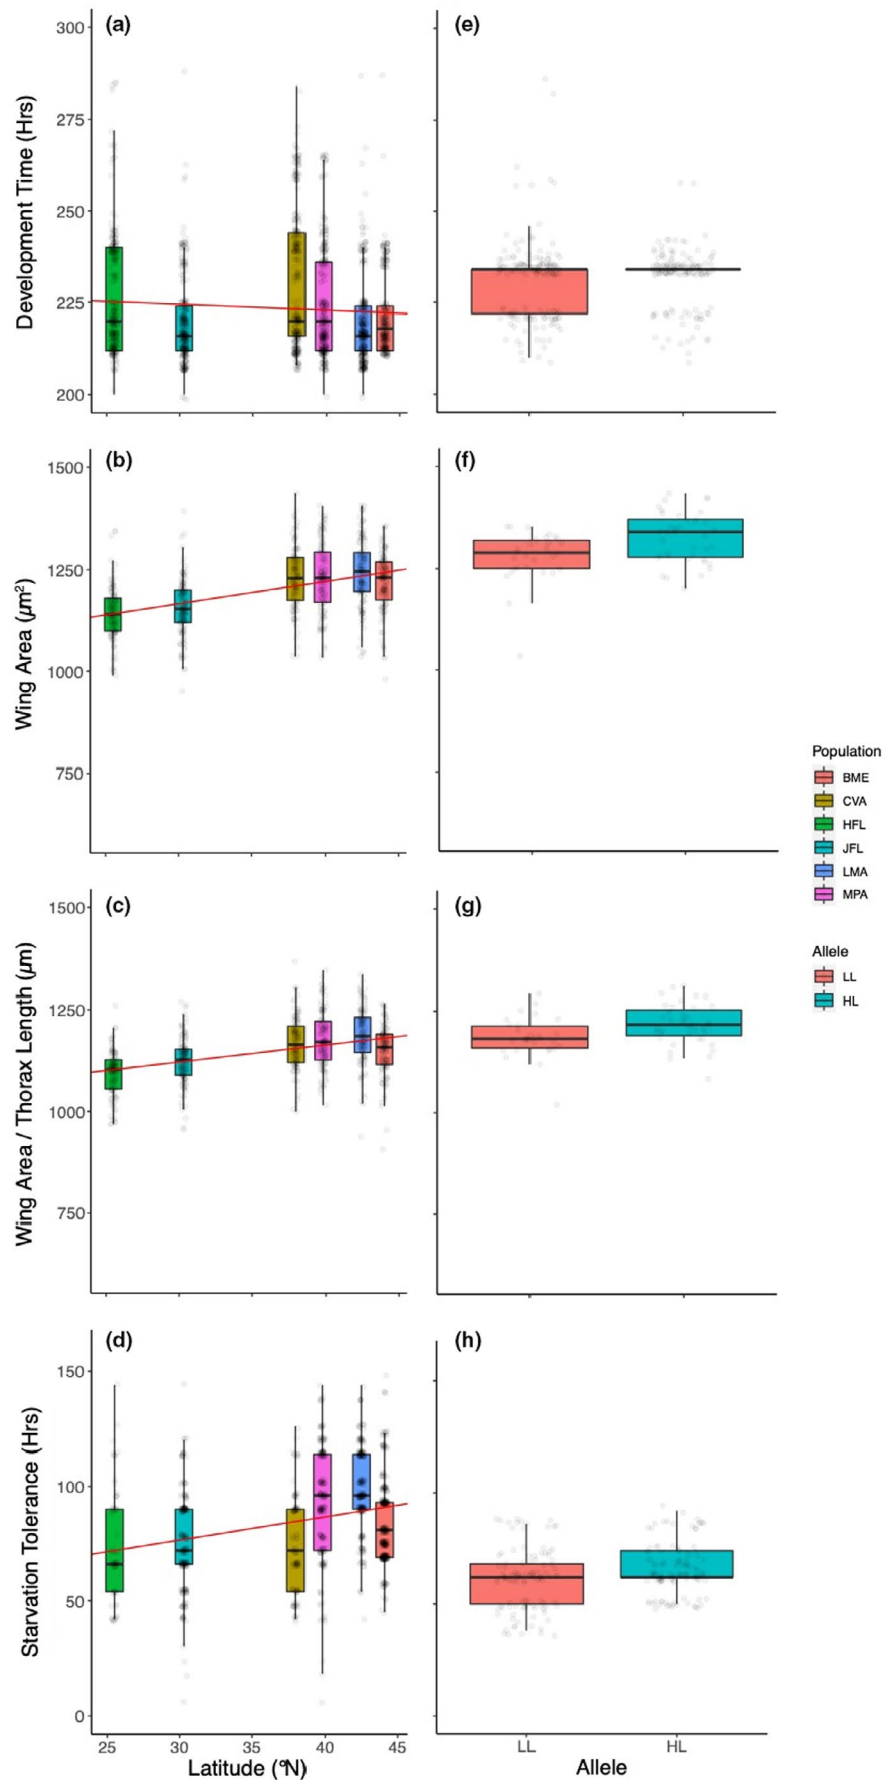 (a)
(e)
300
275
250
225
200
Development Time (Hrs)
(b)
(f)
1500
1250
1000
750
Wing Area (µm²)
(c)
(g)
1500
1250
1000
750
Wing Area / Thorax Length (µm)
(d)
(h)
150
100
50
0
Starvation Tolerance (Hrs)
25 30 35 40 45
Latitude (°N)
LL HL
Allele
Population
BME
CVA
HFL
JFL
LMA
MPA
Allele
LL
HL